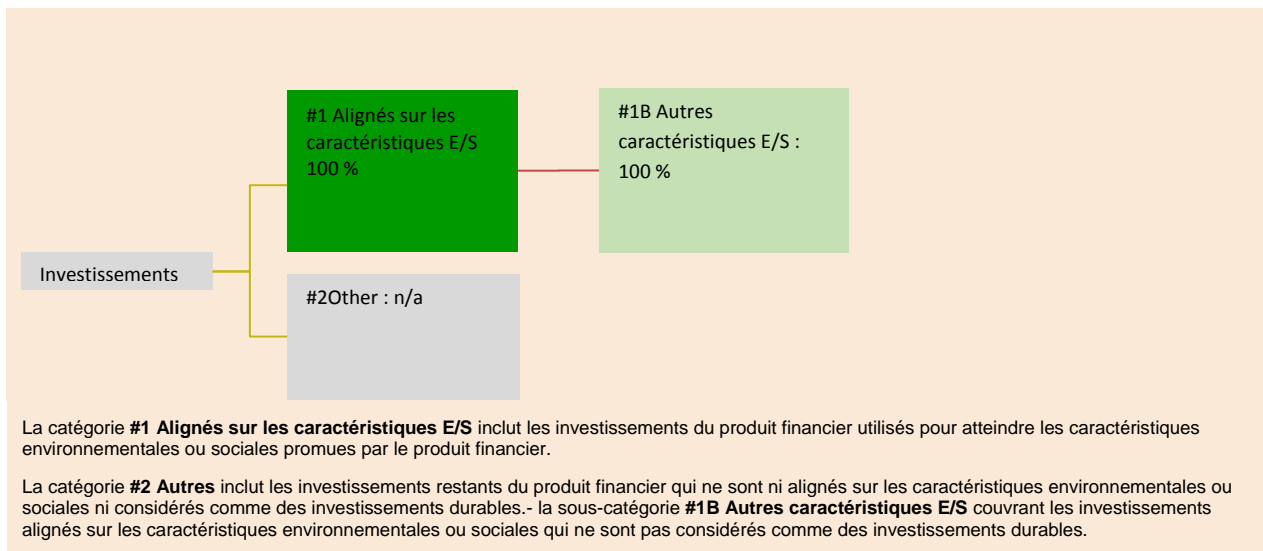 #1 Alignés sur les
caractéristiques E/S
100 %
#1B Autres
caractéristiques E/S :
100 %
Investissements
#2Other : n/a
La catégorie #1 Alignés sur les caractéristiques E/S inclut les investissements du produit financier utilisés pour atteindre les caractéristiques
environnementales ou sociales promues par le produit financier.
La catégorie #2 Autres inclut les investissements restants du produit financier qui ne sont ni alignés sur les caractéristiques environnementales ou
sociales ni considérés comme des investissements durables.- la sous-catégorie #1B Autres caractéristiques E/S couvrant les investissements
alignés sur les caractéristiques environnementales ou sociales qui ne sont pas considérés comme des investissements durables.